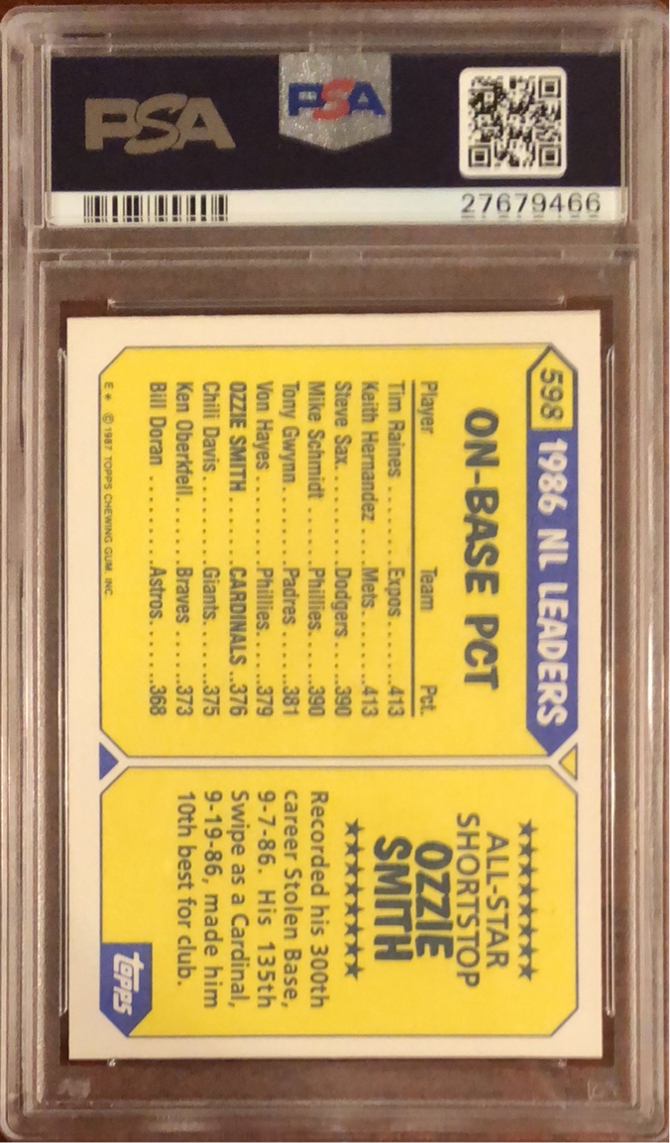 PSA
PSA
27679466
598 1986 NL LEADERS
ON-BASE PCT
Player Team Pct.
Tim Raines ....... Expos ...... .413
Keith Hernandez .... Mets ...... .413
Steve Sax ........ Dodgers .... .390
Mike Schmidt ...... Phillies ..... .390
Tony Gwynn ....... Padres ..... .381
Von Hayes ........ Phillies ..... .379
OZZIE SMITH ..... CARDINALS .. .376
Chili Davis ....... Giants ...... .375
Ken Oberkfell ...... Braves ..... .373
Bill Doran ........ Astros ...... .368
E * © 1987 TOPPS CHEWING GUM, INC.
★★★★★★★
ALL-STAR
SHORTSTOP
OZZIE
SMITH
★★★★★★★
Recorded his 300th
career Stolen Base,
9-7-86. His 135th
Swipe as a Cardinal,
9-19-86, made him
10th best for club.
topps